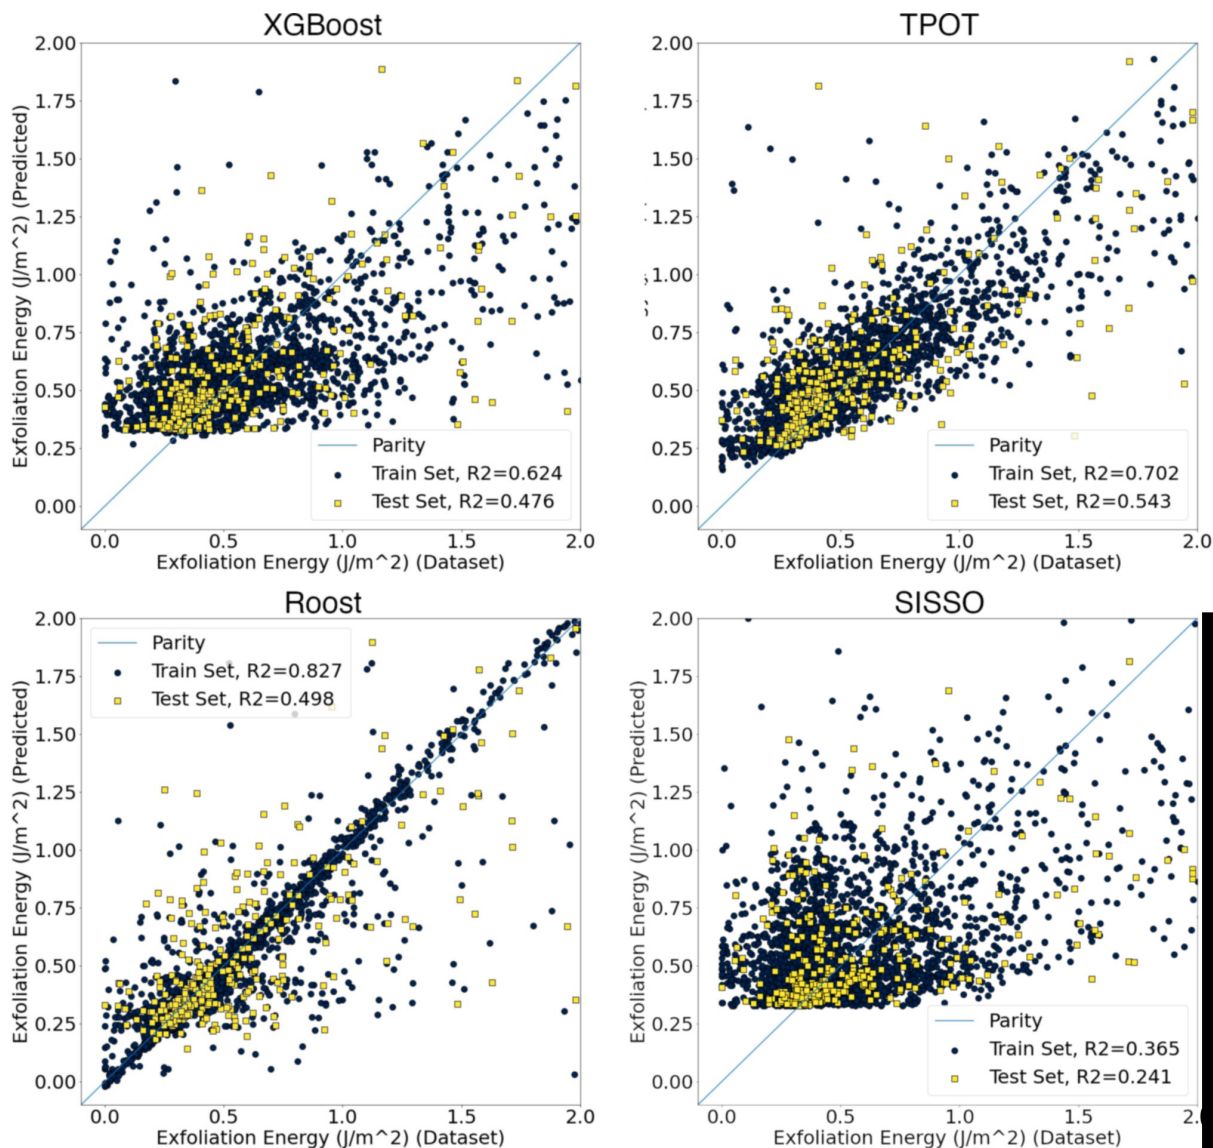 XGBoost
2.00
1.75
1.50
1.25
1.00
0.75
0.50
0.25
0.00
Exfoliation Energy (J/m^2) (Predicted)
Parity
Train Set, R2=0.624
Test Set, R2=0.476
0.0 0.5 1.0 1.5 2.0
Exfoliation Energy (J/m^2) (Dataset)
TPOT
2.00
1.75
1.50
1.25
1.00
0.75
0.50
0.25
0.00
Parity
Train Set, R2=0.702
Test Set, R2=0.543
0.0 0.5 1.0 1.5 2.0
Exfoliation Energy (J/m^2) (Dataset)
Roost
2.00
1.75
1.50
1.25
1.00
0.75
0.50
0.25
0.00
Exfoliation Energy (J/m^2) (Predicted)
Parity
Train Set, R2=0.827
Test Set, R2=0.498
0.0 0.5 1.0 1.5 2.0
Exfoliation Energy (J/m^2) (Dataset)
SISSO
2.00
1.75
1.50
1.25
1.00
0.75
0.50
0.25
0.00
Exfoliation Energy (J/m^2) (Predicted)
Parity
Train Set, R2=0.365
Test Set, R2=0.241
0.0 0.5 1.0 1.5 2.0
Exfoliation Energy (J/m^2) (Dataset)